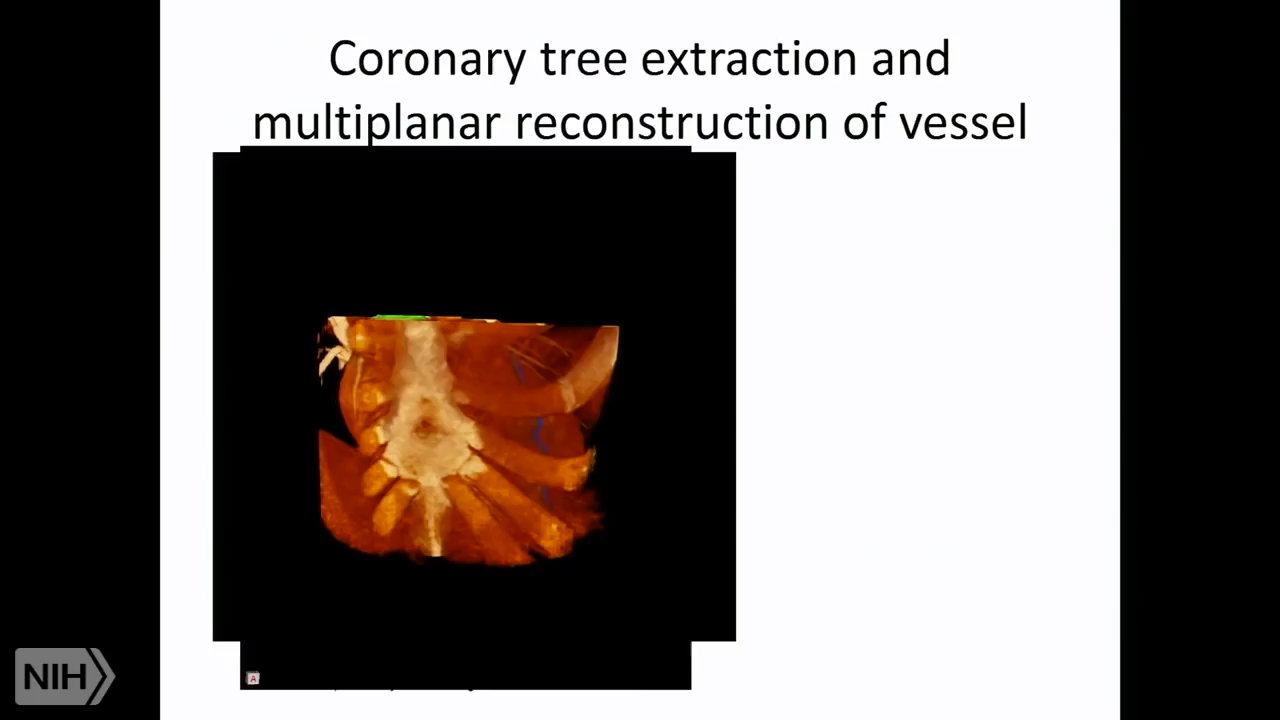 Coronary tree extraction and
multiplanar reconstruction of vessel
A
NIH